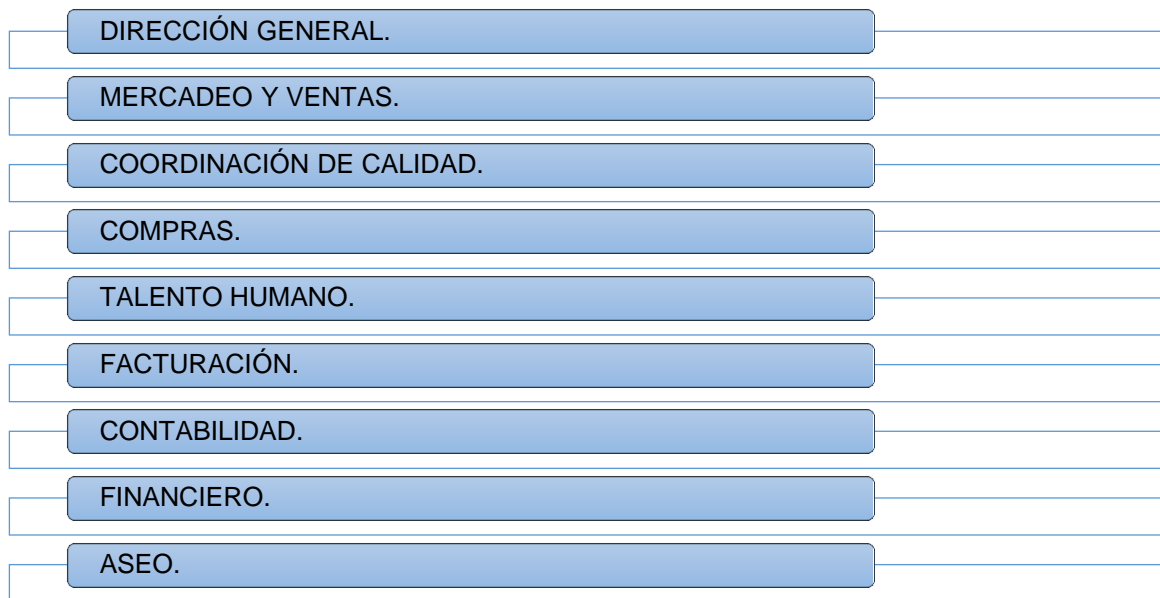 DIRECCIÓN GENERAL.
MERCADEO Y VENTAS.
COORDINACIÓN DE CALIDAD.
COMPRAS.
TALENTO HUMANO.
FACTURACIÓN.
CONTABILIDAD.
FINANCIERO.
ASEO.